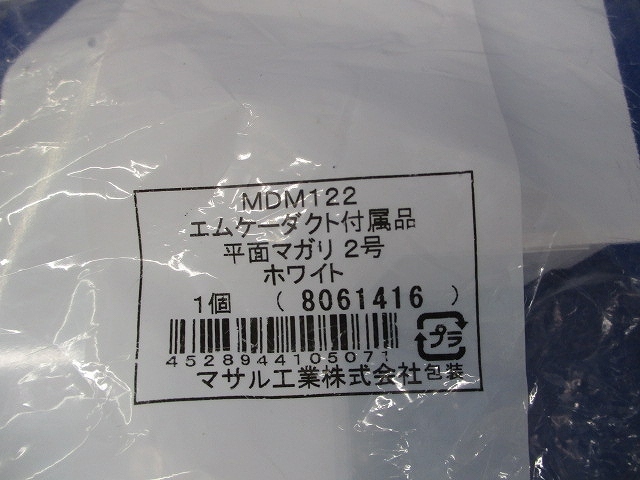 MDM122
エムケーダクト付属品
平面マガリ 2号
ホワイト
1個 ( 8061416 )
4528944105071
プラ
マサル工業株式会社包装